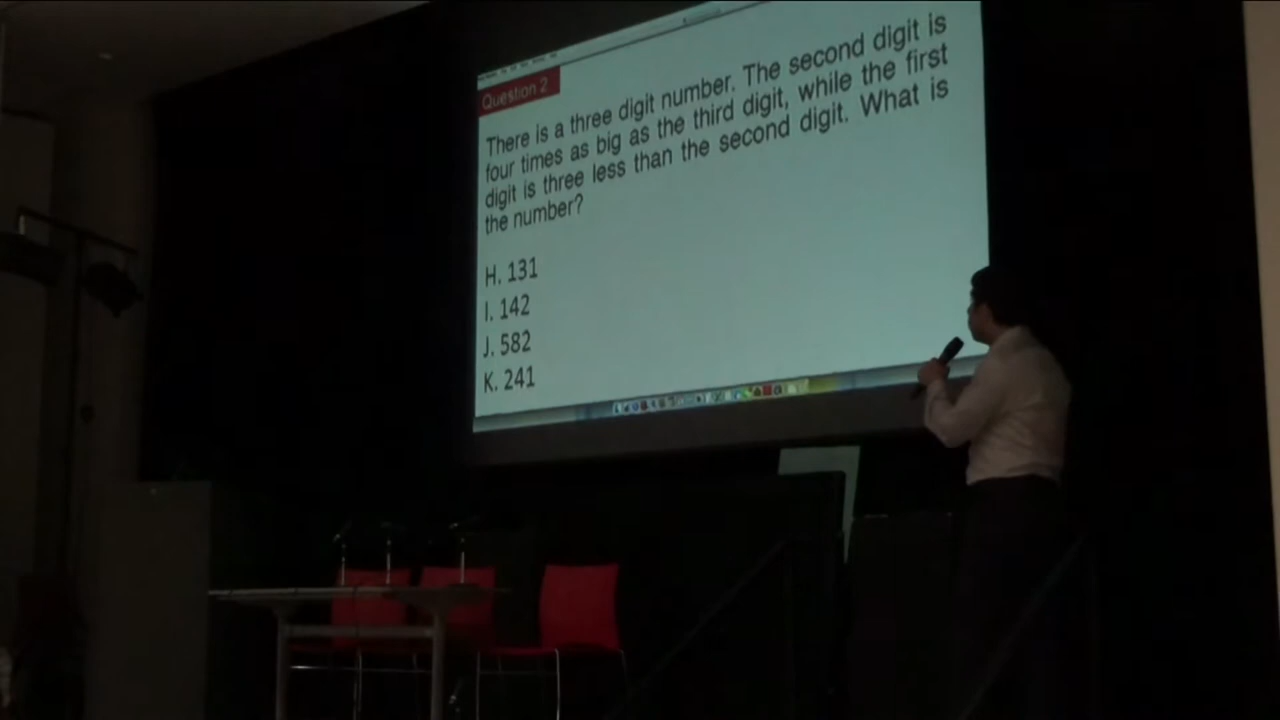 Question 2
There is a three digit number. The second digit is
four times as big as the third digit, while the first
digit is three less than the second digit. What is
the number?
H. 131
I. 142
J. 582
K. 241